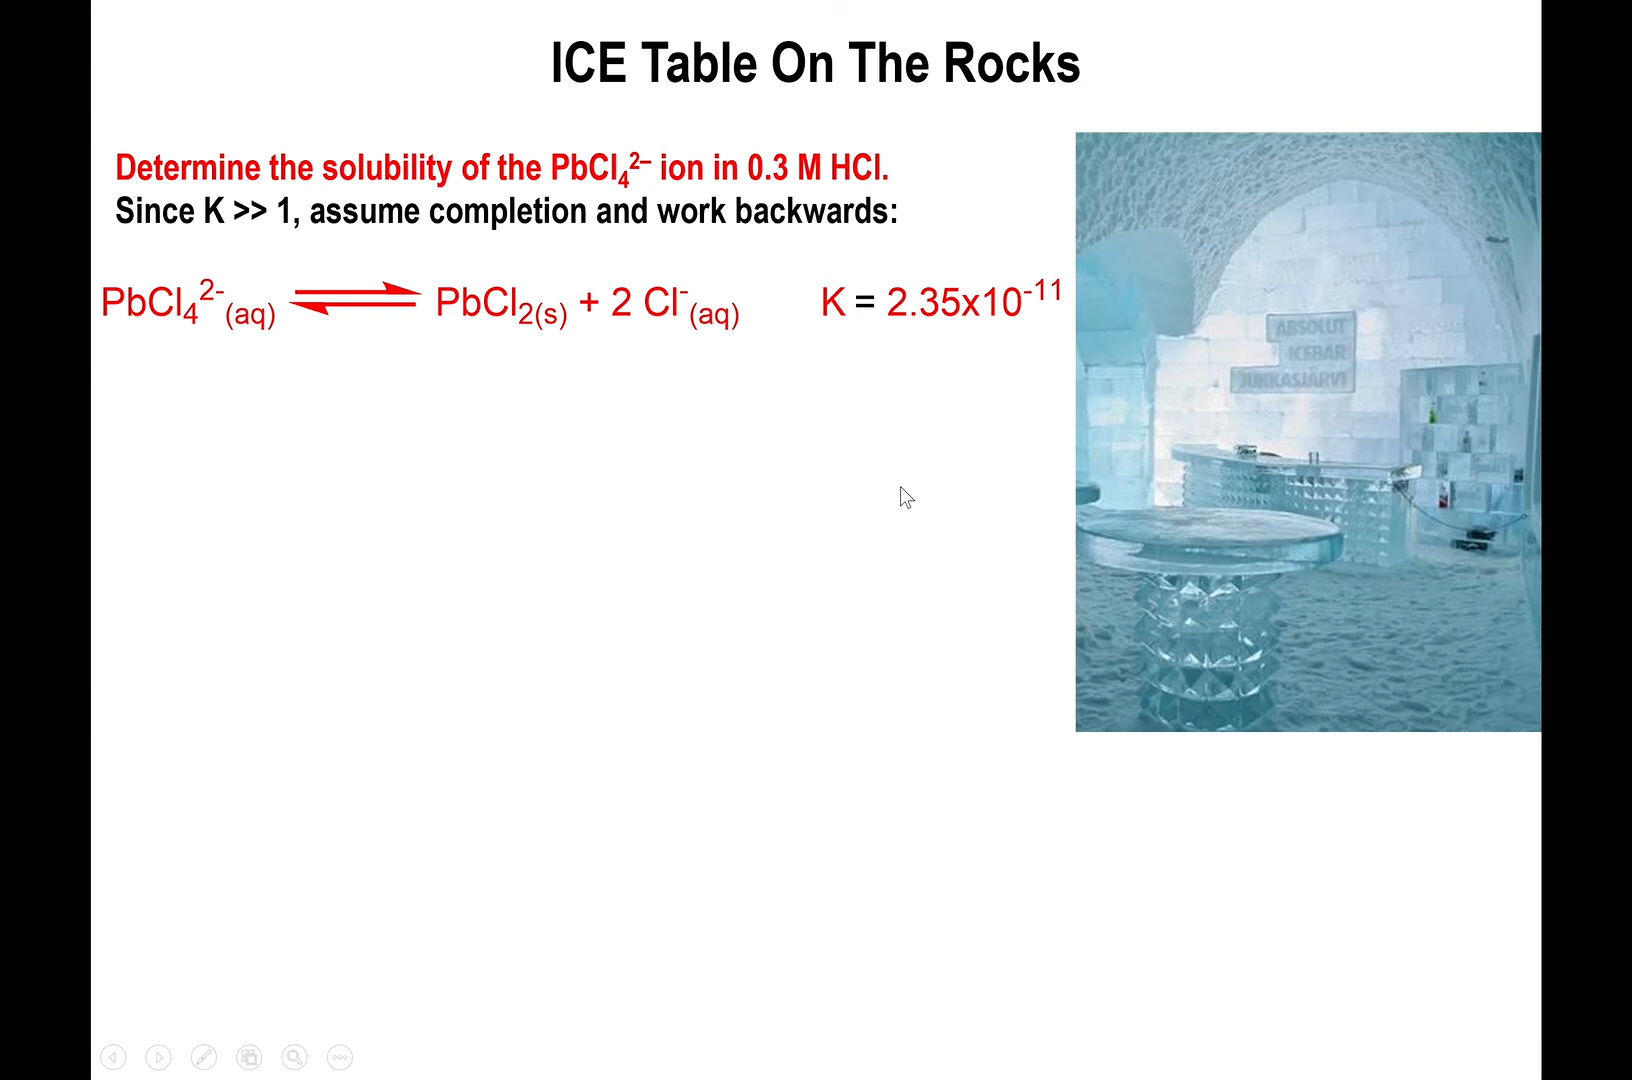 ICE Table On The Rocks
Determine the solubility of the PbCl₄²⁻ ion in 0.3 M HCl.
Since K >> 1, assume completion and work backwards:
PbCl₄²⁻(aq) ⇌ PbCl₂(s) + 2 Cl⁻(aq) K = 2.35x10⁻¹¹
ABSOLUT
ICEBAR
JUKKASJÄRVI